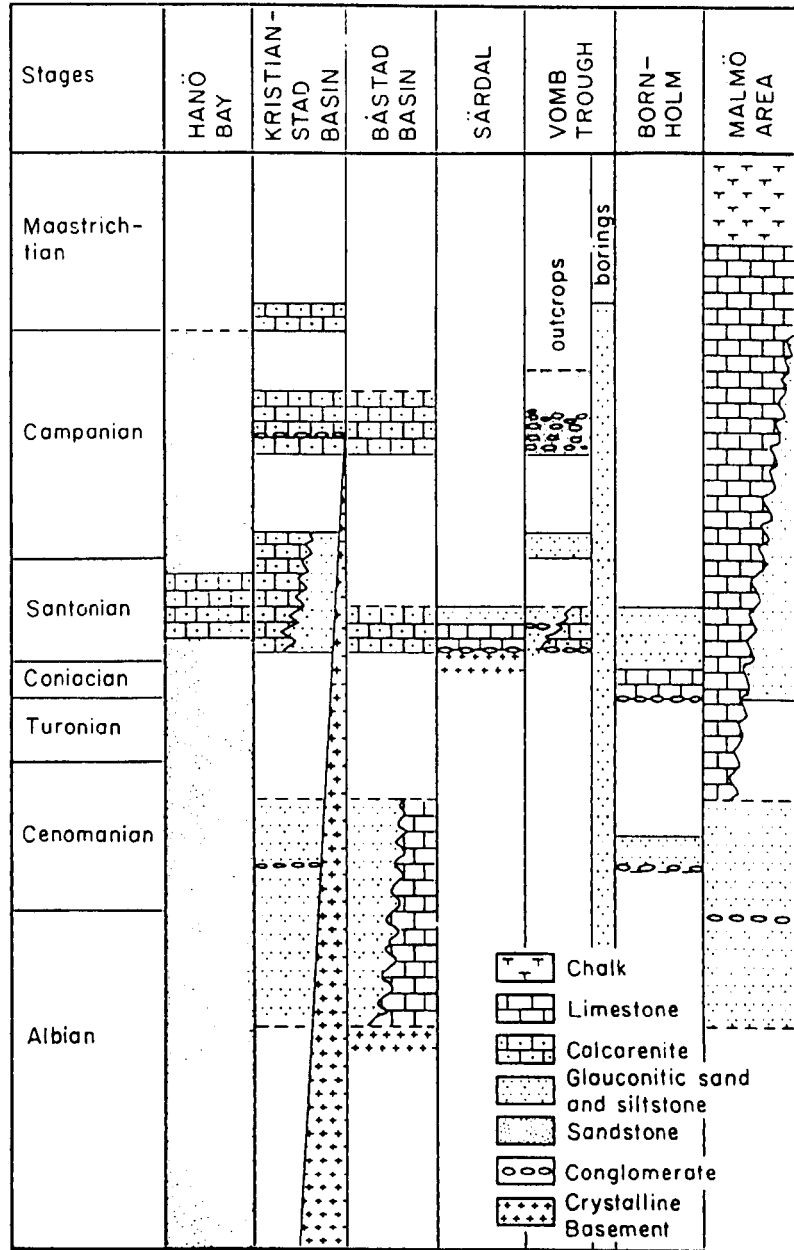 Stages
HANÖ
BAY
KRISTIAN-
STAD
BASIN
BÅSTAD
BASIN
SÄRDAL
VOMB
TROUGH
BORN-
HOLM
MALMÖ
AREA
Maastrich-
tian
outcrops
borings
Campanian
Santonian
Coniacian
Turonian
Cenomanian
Albian
Chalk
Limestone
Calcarenite
Glauconitic sand
and siltstone
Sandstone
Conglomerate
Crystalline
Basement